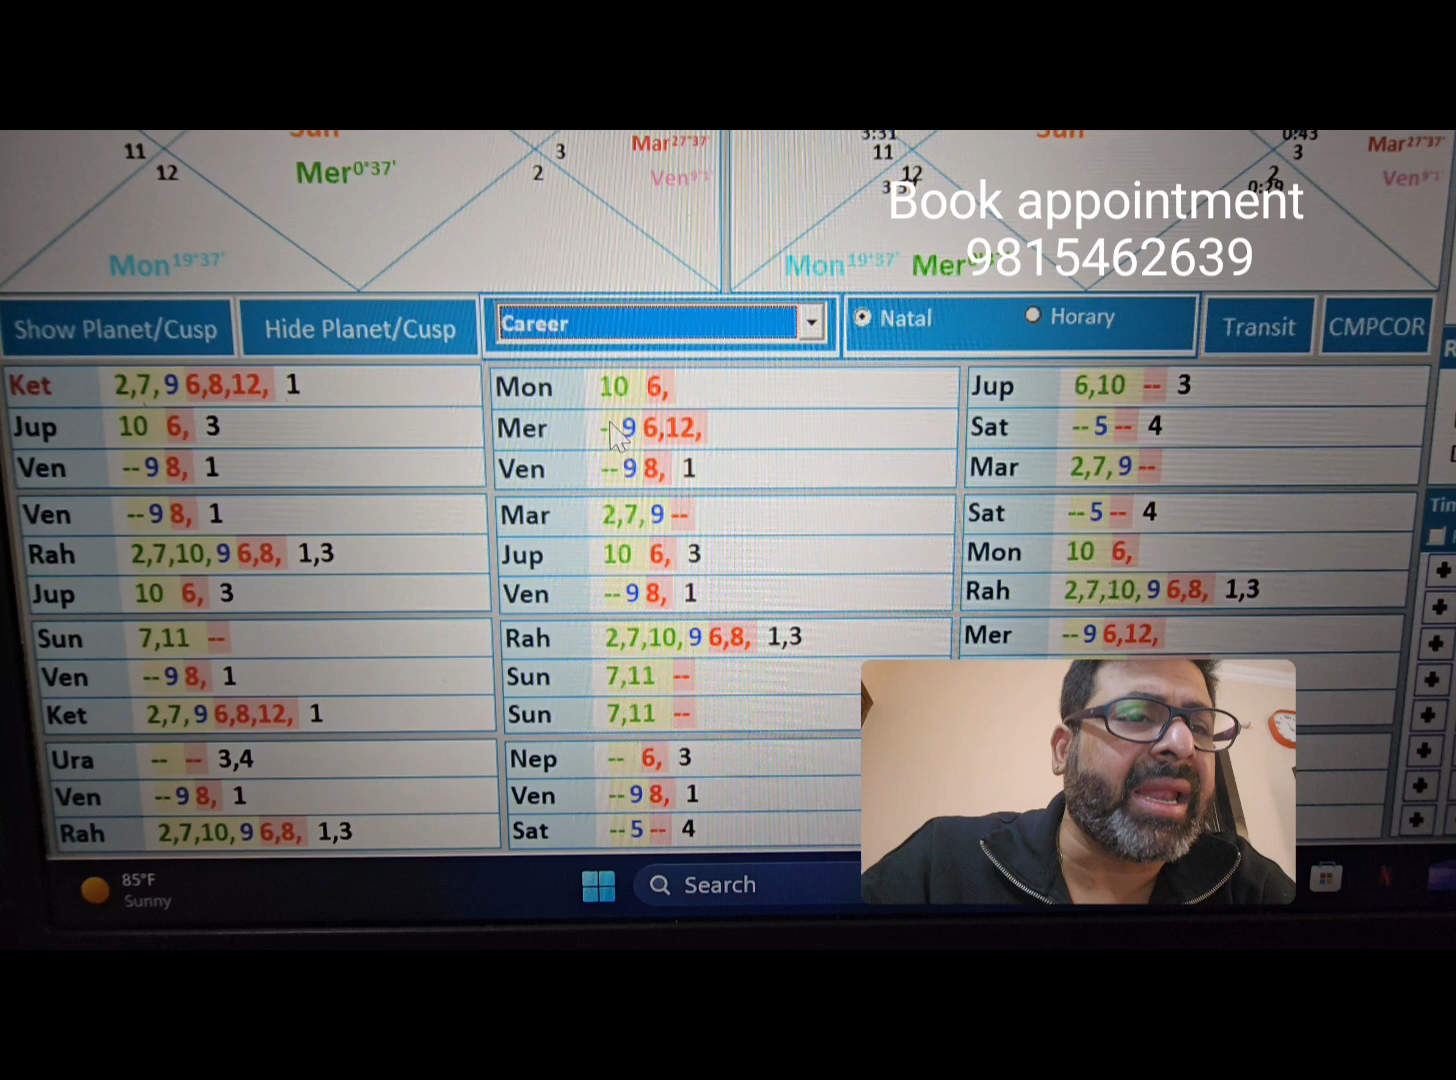 Sun
Sun
3:31
0:43
11
3
Mar27°37'
11
3
Mar27°37'
12
Mer0°37'
2
Ven9°1'
12
2
Ven9°1'
Book appointment
9815462639
Mon19°37'
Mon19°37' Mer
Show Planet/Cusp
Hide Planet/Cusp
Career
Natal
Horary
Transit
CMPCOR
Ket 2,7, 9 6,8,12, 1
Jup 10 6, 3
Ven -- 9 8, 1
Ven -- 9 8, 1
Rah 2,7,10, 9 6,8, 1,3
Jup 10 6, 3
Sun 7,11 --
Ven -- 9 8, 1
Ket 2,7, 9 6,8,12, 1
Ura -- -- 3,4
Ven -- 9 8, 1
Rah 2,7,10, 9 6,8, 1,3
Mon 10 6,
Mer 9 6,12,
Ven -- 9 8, 1
Mar 2,7, 9 --
Jup 10 6, 3
Ven -- 9 8, 1
Rah 2,7,10, 9 6,8, 1,3
Sun 7,11 --
Sun 7,11 --
Nep -- 6, 3
Ven -- 9 8, 1
Sat -- 5 -- 4
Jup 6,10 -- 3
Sat -- 5 -- 4
Mar 2,7, 9 --
Sat -- 5 -- 4
Mon 10 6,
Rah 2,7,10, 9 6,8, 1,3
Mer -- 9 6,12,
85°F
Sunny
Search